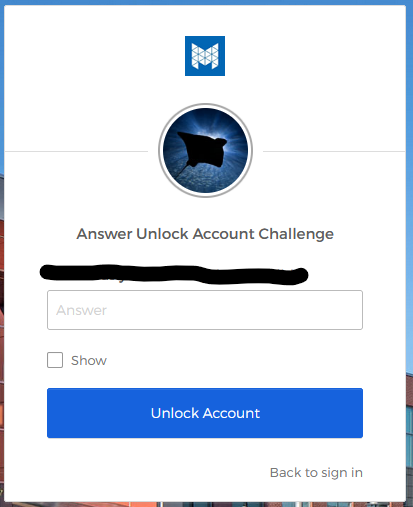 Answer Unlock Account Challenge
Answer
Show
Unlock Account
Back to sign in